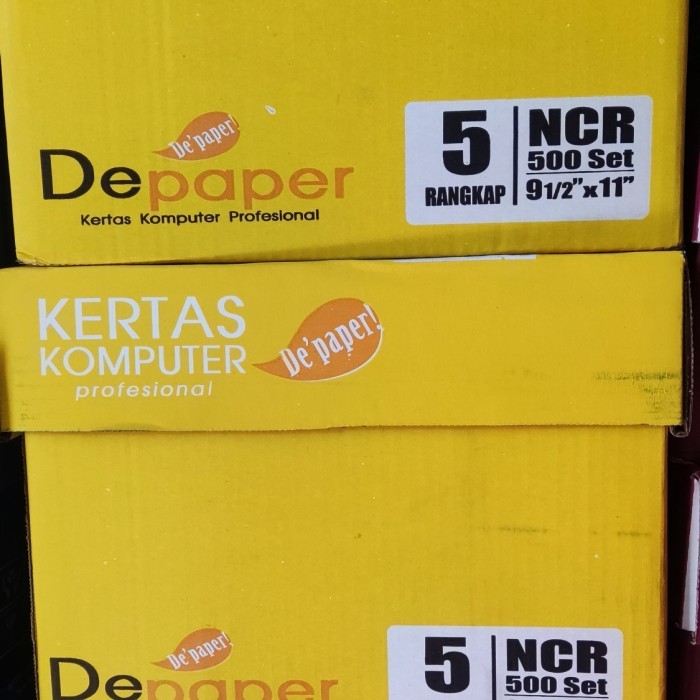 De'paper!
Depaper
Kertas Komputer Profesional
5
RANGKAP
NCR
500 Set
9 1/2" x 11"
KERTAS
KOMPUTER
profesional
De'paper!
De'paper!
Depaper
5
NCR
500 Set